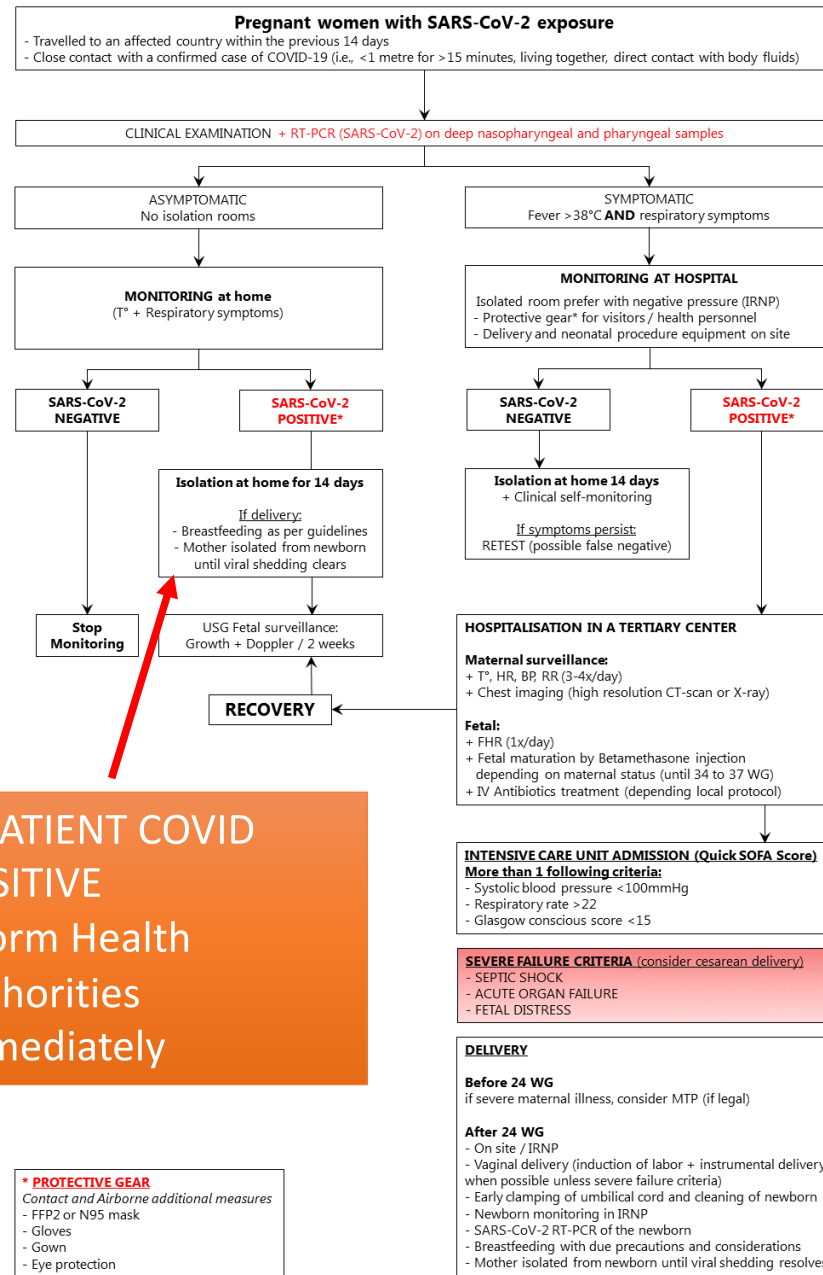 Pregnant women with SARS-CoV-2 exposure
- Travelled to an affected country within the previous 14 days
- Close contact with a confirmed case of COVID-19 (i.e., <1 metre for >15 minutes, living together, direct contact with body fluids)
CLINICAL EXAMINATION + RT-PCR (SARS-CoV-2) on deep nasopharyngeal and pharyngeal samples
ASYMPTOMATIC
No isolation rooms
SYMPTOMATIC
Fever >38°C AND respiratory symptoms
MONITORING at home
(T° + Respiratory symptoms)
MONITORING AT HOSPITAL
Isolated room prefer with negative pressure (IRNP)
- Protective gear* for visitors / health personnel
- Delivery and neonatal procedure equipment on site
SARS-CoV-2
NEGATIVE
SARS-CoV-2
POSITIVE*
SARS-CoV-2
NEGATIVE
SARS-CoV-2
POSITIVE*
Isolation at home for 14 days
If delivery:
- Breastfeeding as per guidelines
- Mother isolated from newborn
until viral shedding clears
Isolation at home 14 days
+ Clinical self-monitoring
If symptoms persist:
RETEST (possible false negative)
Stop
Monitoring
USG Fetal surveillance:
Growth + Doppler / 2 weeks
RECOVERY
HOSPITALISATION IN A TERTIARY CENTER
Maternal surveillance:
+ T°, HR, BP, RR (3-4x/day)
+ Chest imaging (high resolution CT-scan or X-ray)
Fetal:
+ FHR (1x/day)
+ Fetal maturation by Betamethasone injection
depending on maternal status (until 34 to 37 WG)
+ IV Antibiotics treatment (depending local protocol)
ATIENT COVID
SITIVE
orm Health
horities
mediately
INTENSIVE CARE UNIT ADMISSION (Quick SOFA Score)
More than 1 following criteria:
- Systolic blood pressure <100mmHg
- Respiratory rate >22
- Glasgow conscious score <15
SEVERE FAILURE CRITERIA (consider cesarean delivery)
- SEPTIC SHOCK
- ACUTE ORGAN FAILURE
- FETAL DISTRESS
DELIVERY
Before 24 WG
if severe maternal illness, consider MTP (if legal)
After 24 WG
- On site / IRNP
- Vaginal delivery (induction of labor + instrumental delivery
when possible unless severe failure criteria)
- Early clamping of umbilical cord and cleaning of newborn
- Newborn monitoring in IRNP
- SARS-CoV-2 RT-PCR of the newborn
- Breastfeeding with due precautions and considerations
- Mother isolated from newborn until viral shedding resolves
* PROTECTIVE GEAR
Contact and Airborne additional measures
- FFP2 or N95 mask
- Gloves
- Gown
- Eye protection